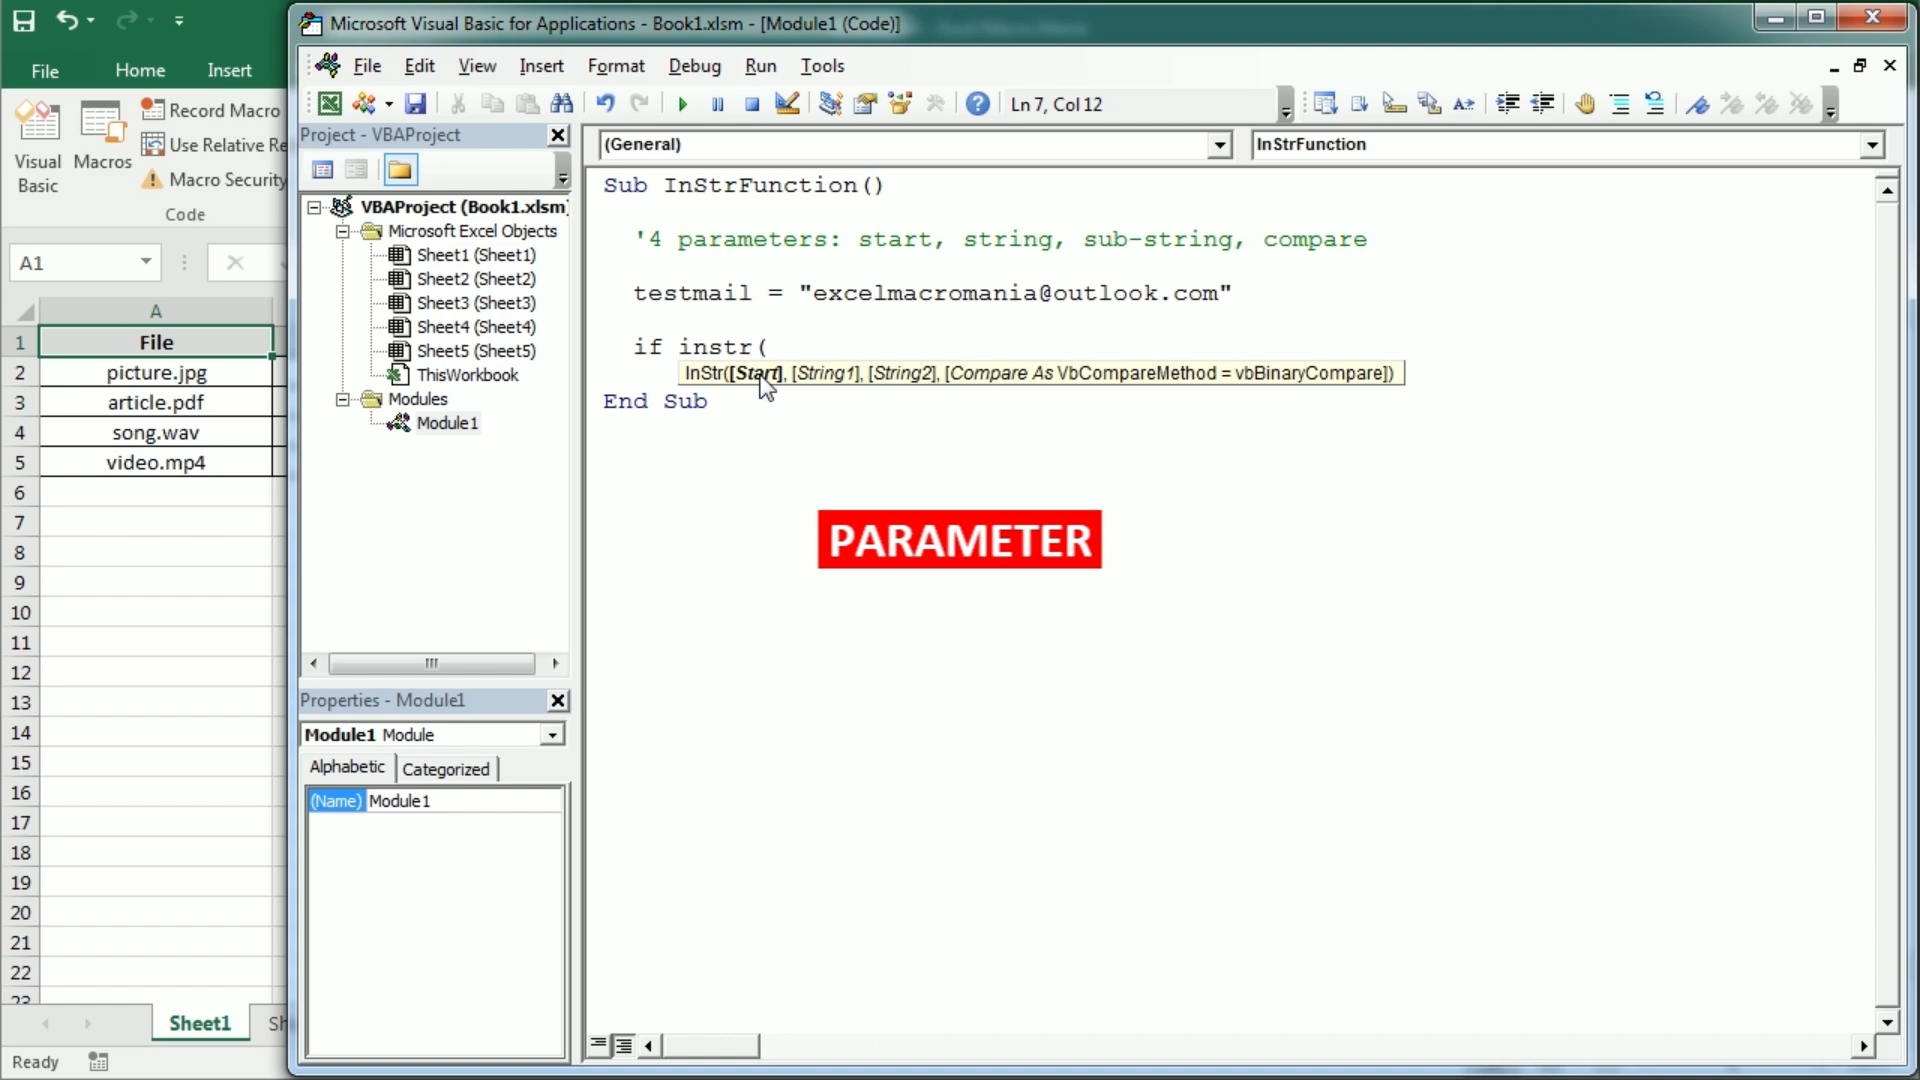 Microsoft Visual Basic for Applications - Book1.xlsm - [Module1 (Code)]
File
Home
Insert
File Edit View Insert Format Debug Run Tools
Record Macro
Use Relative Re
Macro Security
Visual
Basic
Macros
Code
Ln 7, Col 12
Project - VBAProject
(General)
InStrFunction
VBAProject (Book1.xlsm)
Microsoft Excel Objects
Sheet1 (Sheet1)
Sheet2 (Sheet2)
Sheet3 (Sheet3)
Sheet4 (Sheet4)
Sheet5 (Sheet5)
ThisWorkbook
Modules
Module1
Sub InStrFunction()
'4 parameters: start, string, sub-string, compare
testmail = "excelmacromania@outlook.com"
if instr(
InStr([Start], [String1], [String2], [Compare As VbCompareMethod = vbBinaryCompare])
End Sub
PARAMETER
A1
A
1 File
2 picture.jpg
3 article.pdf
4 song.wav
5 video.mp4
6
7
8
9
10
11
12
13
14
15
16
17
18
19
20
21
22
23
Properties - Module1
Module1 Module
Alphabetic Categorized
(Name) Module1
Sheet1
Sh
Ready